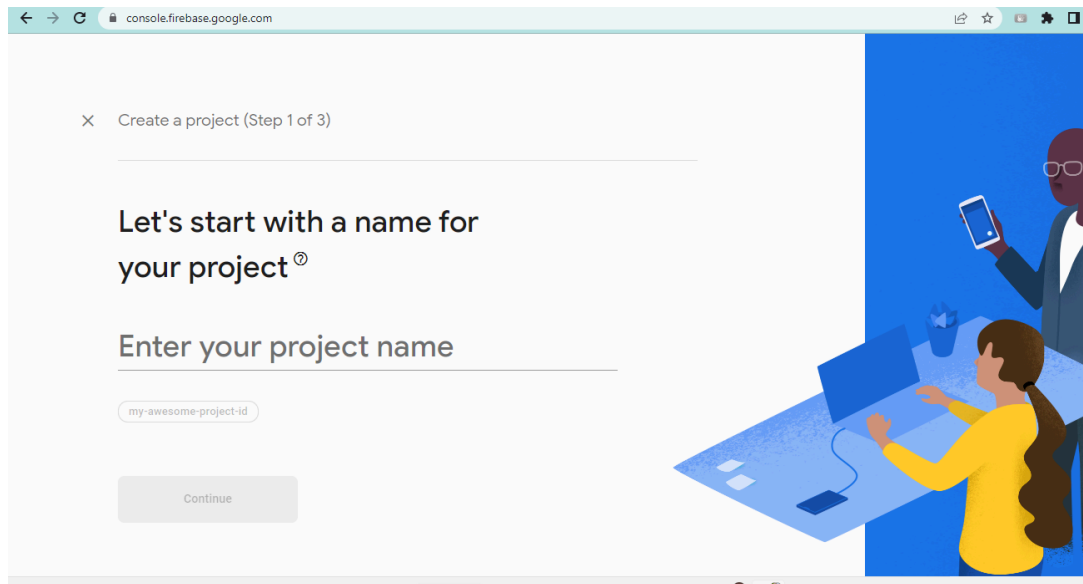 console.firebase.google.com
Create a project (Step 1 of 3)
Let's start with a name for
your project ?
Enter your project name
my-awesome-project-id
Continue